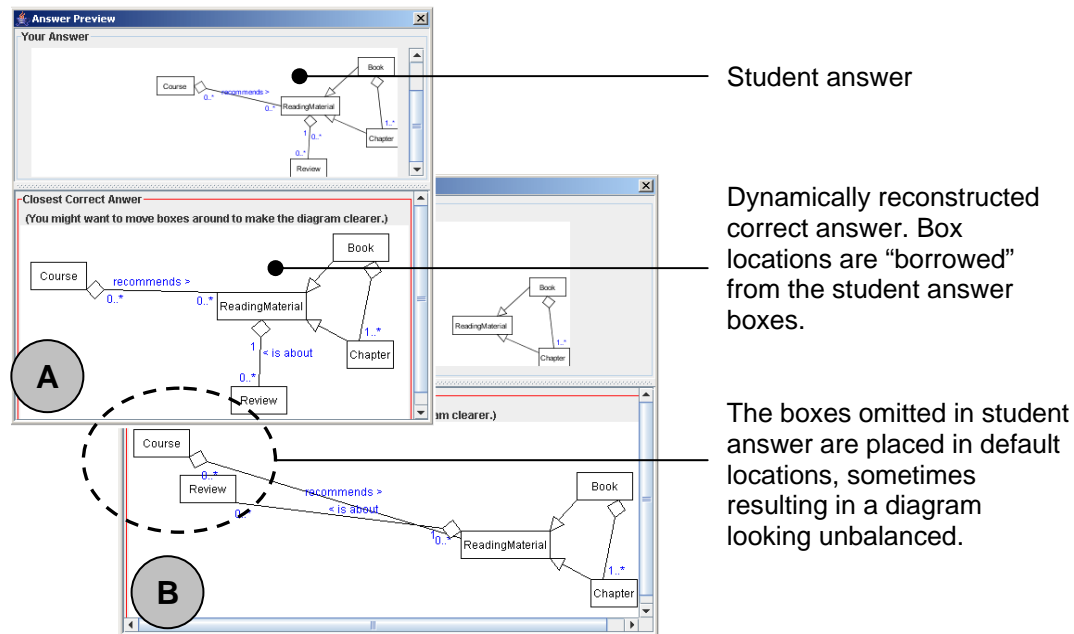 Answer Preview
Your Answer
Book
Course
recommends >
0..*
0..*
ReadingMaterial
1..*
1
0..*
Chapter
0..*
Review
Student answer
Closest Correct Anwer
(You might want to move boxes around to make the diagram clearer.)
Book
Course
recommends >
0..*
0..*
ReadingMaterial
1..*
1
< is about
Chapter
0..*
Review
A
Book
ReadingMaterial
1..*
Chapter
Dynamically reconstructed
correct answer. Box
locations are “borrowed”
from the student answer
boxes.
am clearer.)
Course
0..*
Review
recommends >
Book
0..
< is about
1
0..*
ReadingMaterial
1..*
Chapter
B
The boxes omitted in student
answer are placed in default
locations, sometimes
resulting in a diagram
looking unbalanced.